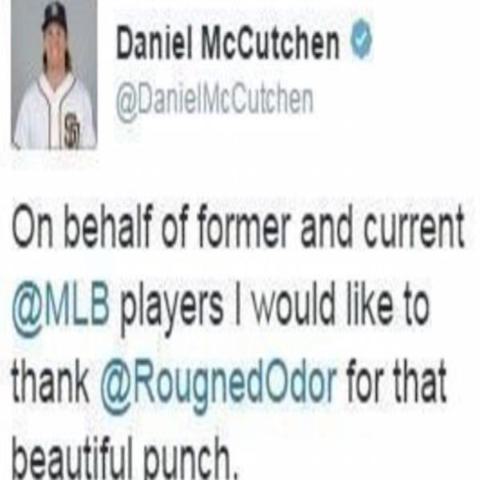 Daniel McCutchen
@DanielMcCutchen
SF
On behalf of former and current
@MLB players I would like to
thank @RougnedOdor for that
beautiful punch.